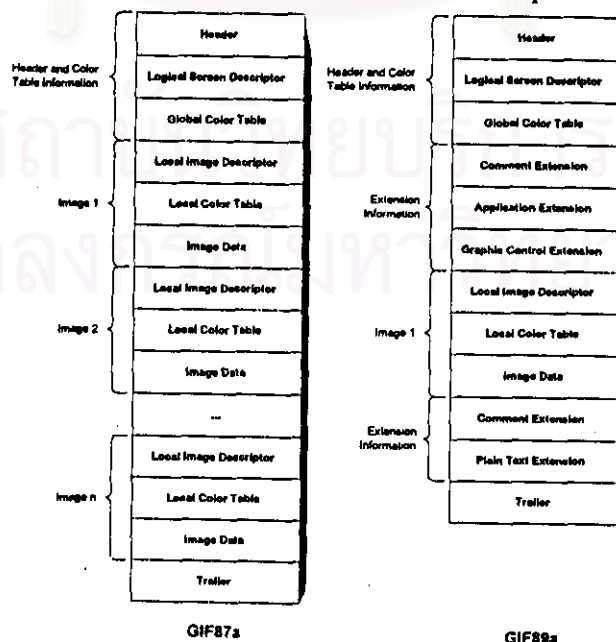 Header
Header and Color
Table Information
Logical Screen Descriptor
Global Color Table
Local Image Descriptor
Image 1
Local Color Table
Image Data
Local Image Descriptor
Image 2
Local Color Table
Image Data
...
Local Image Descriptor
Image n
Local Color Table
Image Data
Trailer
GIF87a
Header
Header and Color
Table Information
Logical Screen Descriptor
Global Color Table
Comment Extension
Extension
Information
Application Extension
Graphic Control Extension
Local Image Descriptor
Image 1
Local Color Table
Image Data
Comment Extension
Extension
Information
Plain Text Extension
Trailer
GIF89a